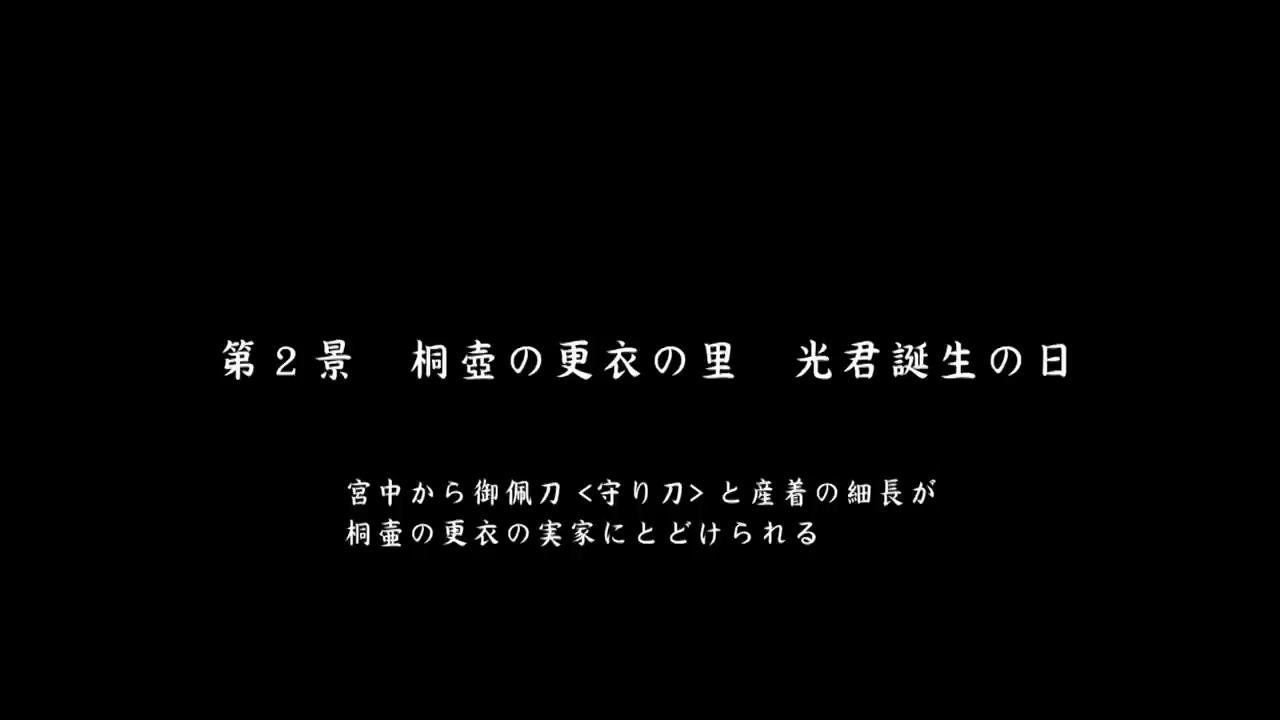 第２景　桐壺の更衣の里　光君誕生の日
宮中から御佩刀<守り刀>と産着の細長が
桐壷の更衣の実家にとどけられる